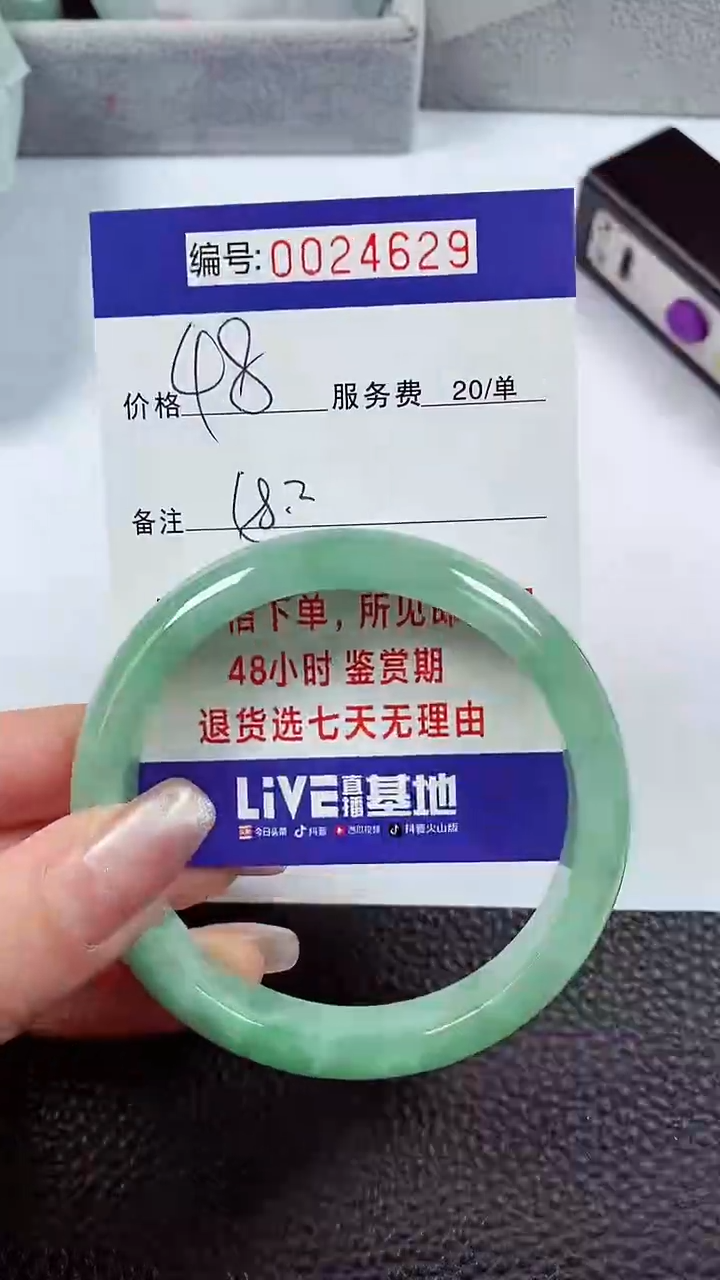 编号: 0024629
价格 48 服务费 20/单
备注 (8.2
下单，所见
48小时 鉴赏期
退货选七天无理由
LIVE直播基地
今日头条 抖音 西瓜视频 抖音火山版